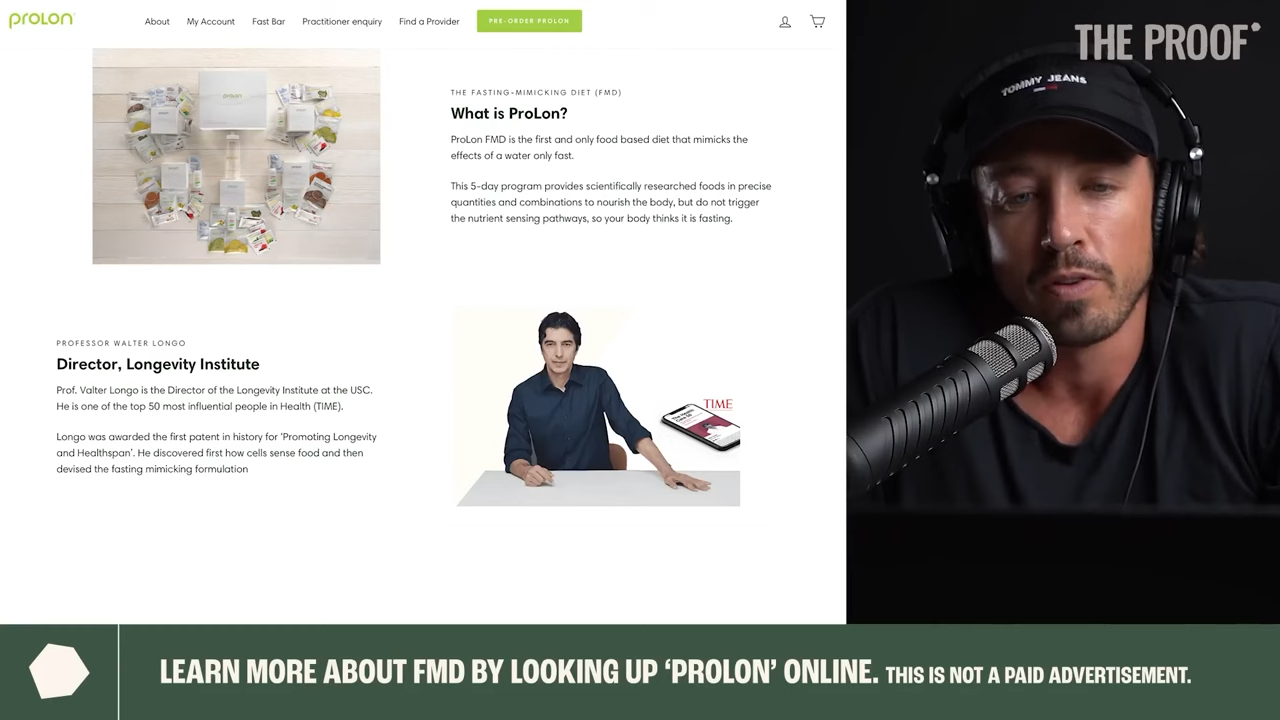 PROLON
About
My Account
Fast Bar
Practitioner enquiry
Find a Provider
PRE-ORDER PROLON
THE PROOF
TOMMY JEANS
prolon
THE FASTING-MIMICKING DIET (FMD)
What is ProLon?
ProLon FMD is the first and only food based diet that mimicks the
effects of a water only fast.
This 5-day program provides scientifically researched foods in precise
quantities and combinations to nourish the body, but do not trigger
the nutrient sensing pathways, so your body thinks it is fasting.
PROFESSOR WALTER LONGO
Director, Longevity Institute
Prof. Valter Longo is the Director of the Longevity Institute at the USC.
He is one of the top 50 most influential people in Health (TIME).
Longo was awarded the first patent in history for 'Promoting Longevity
and Healthspan'. He discovered first how cells sense food and then
devised the fasting mimicking formulation
TIME
LEARN MORE ABOUT FMD BY LOOKING UP 'PROLON' ONLINE. THIS IS NOT A PAID ADVERTISEMENT.